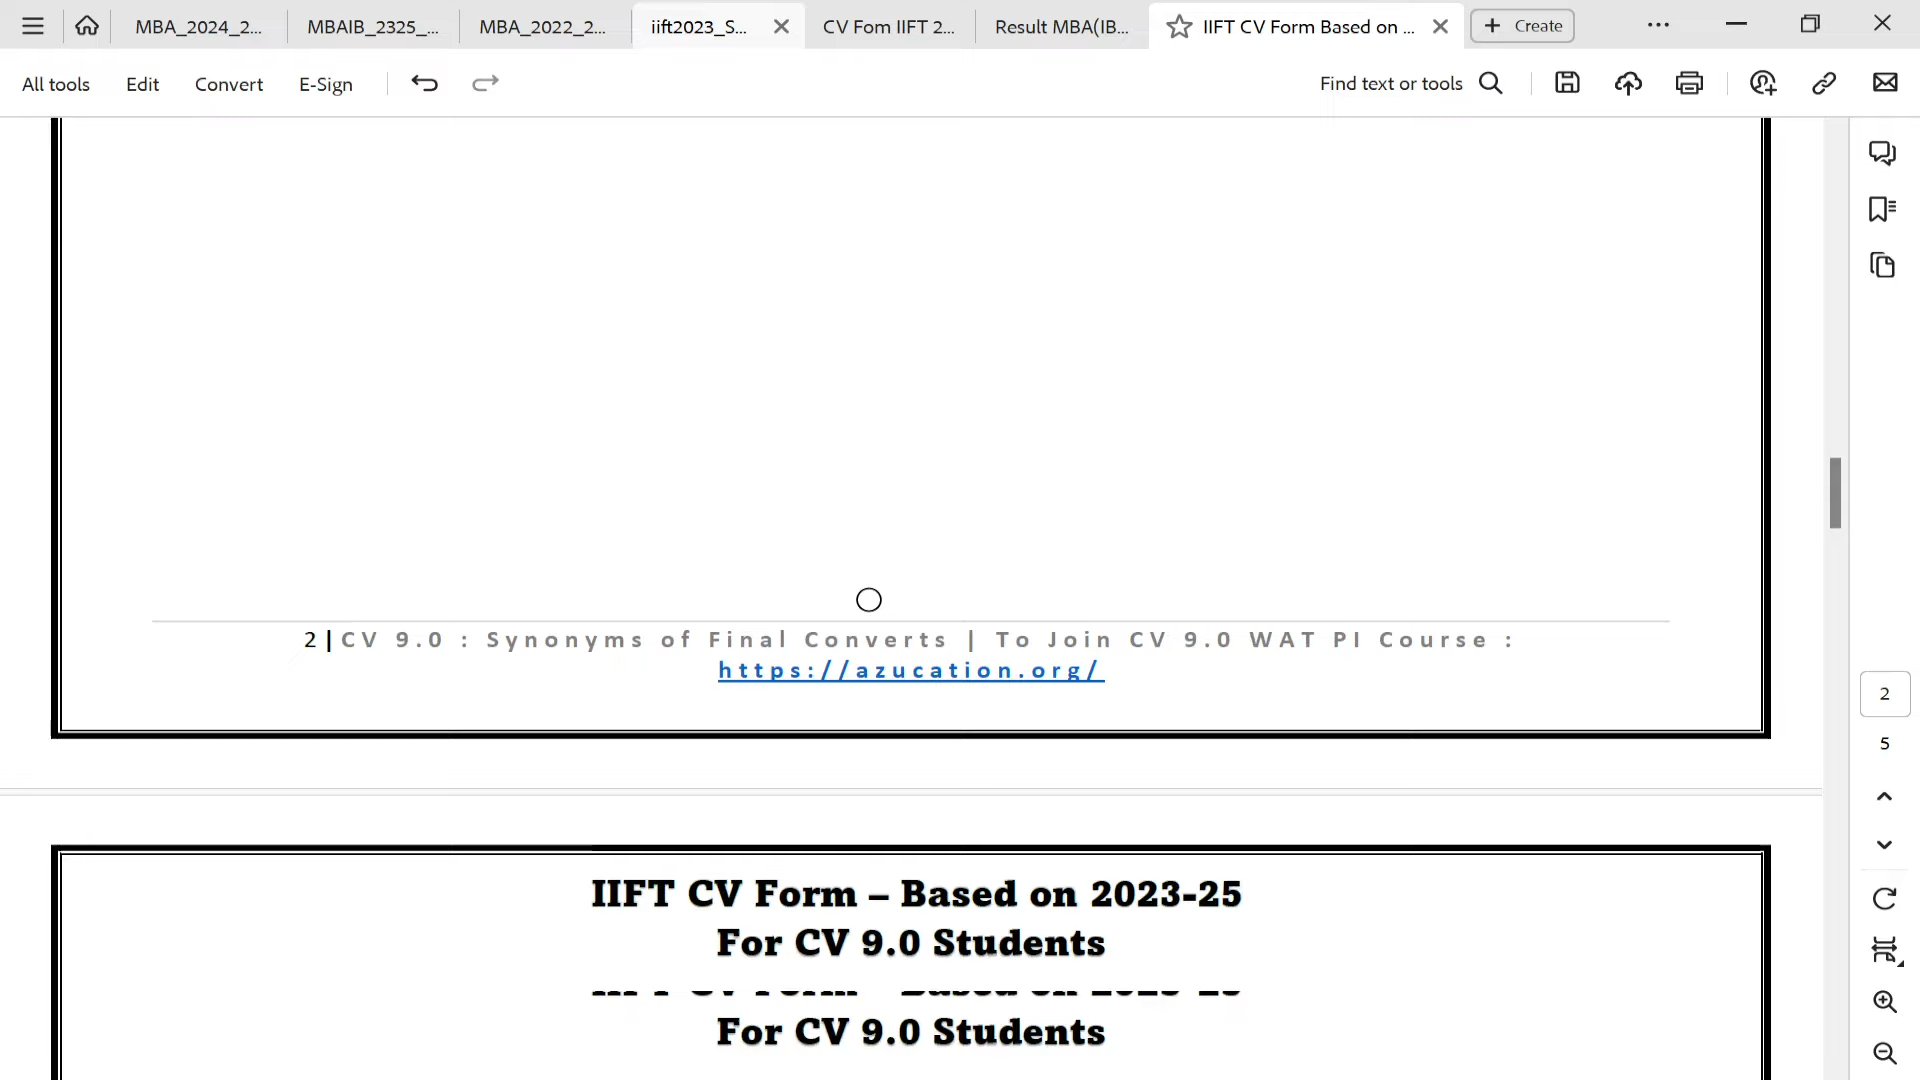 MBA_2024_2...
MBAIB_2325_...
MBA_2022_2...
iift2023_S...
CV Fom IIFT 2...
Result MBA(IB...
IIFT CV Form Based on ...
Create
All tools
Edit
Convert
E-Sign
Find text or tools
2|CV 9.0 : Synonyms of Final Converts | To Join CV 9.0 WAT PI Course :
https://azucation.org/
2
5
IIFT CV Form – Based on 2023-25
For CV 9.0 Students
For CV 9.0 Students